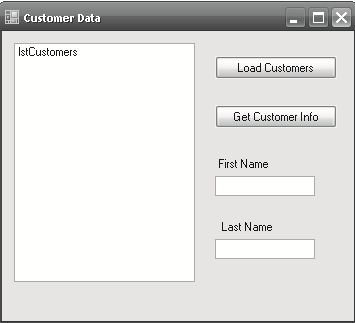 Customer Data
lstCustomers
Load Customers
Get Customer Info
First Name
Last Name